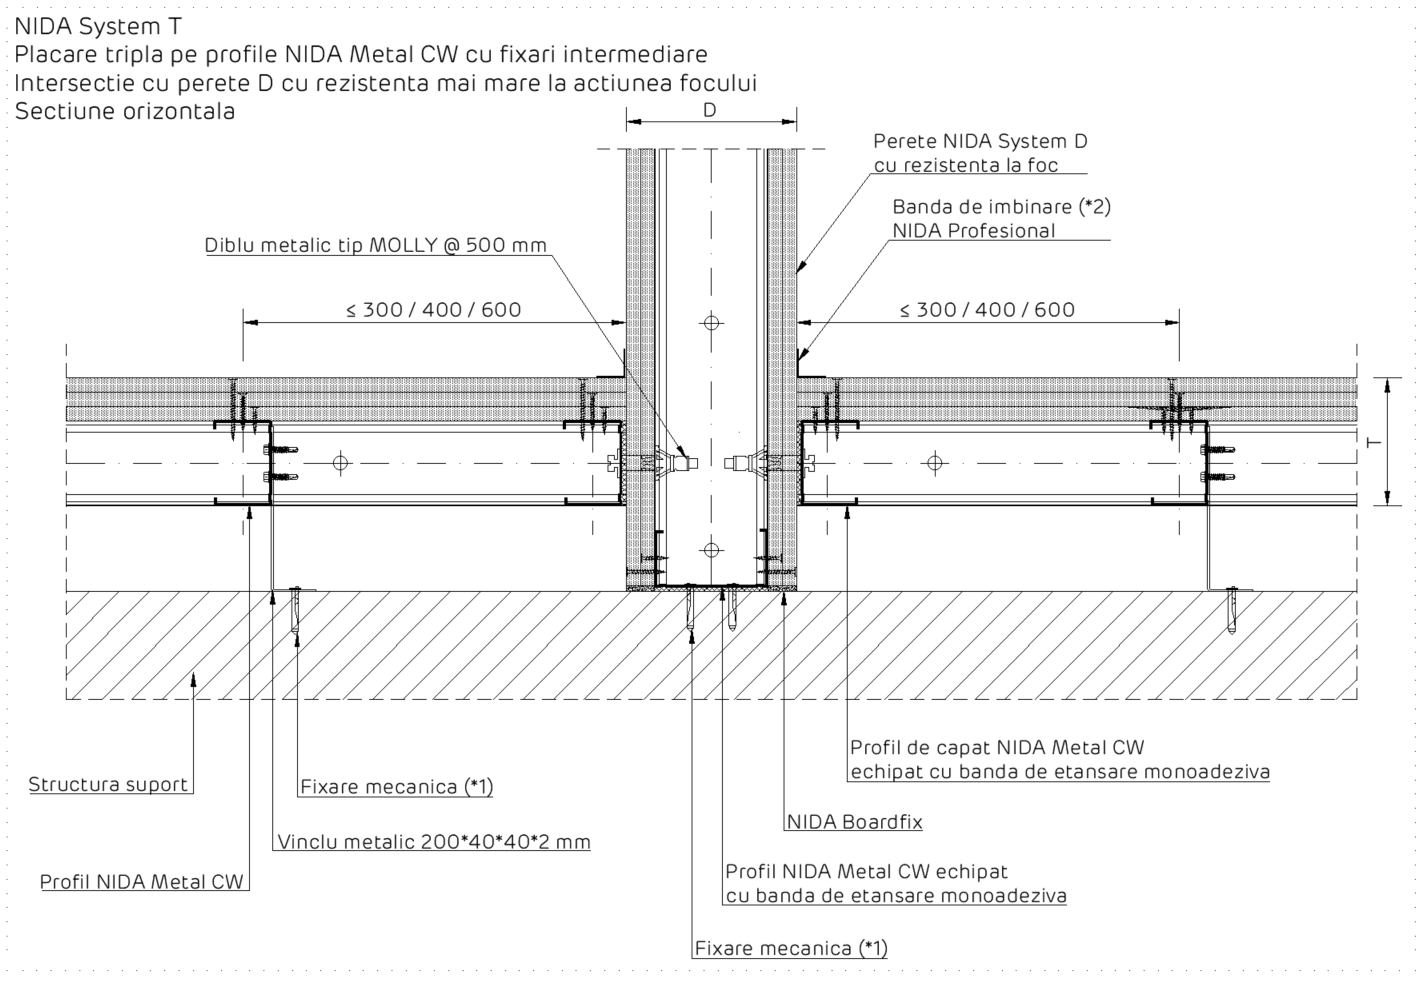 NIDA System T
Placare tripla pe profile NIDA Metal CW cu fixari intermediare
Intersectie cu perete D cu rezistenta mai mare la actiunea focului
Sectiune orizontala
D
Perete NIDA System D
cu rezistenta la foc
Banda de imbinare (*2)
NIDA Profesional
Diblu metalic tip MOLLY @ 500 mm
≤ 300 / 400 / 600
≤ 300 / 400 / 600
T
Profil de capat NIDA Metal CW
echipat cu banda de etansare monoadeziva
Structura suport
Fixare mecanica (*1)
NIDA Boardfix
Vinclu metalic 200*40*40*2 mm
Profil NIDA Metal CW
Profil NIDA Metal CW echipat
cu banda de etansare monoadeziva
Fixare mecanica (*1)